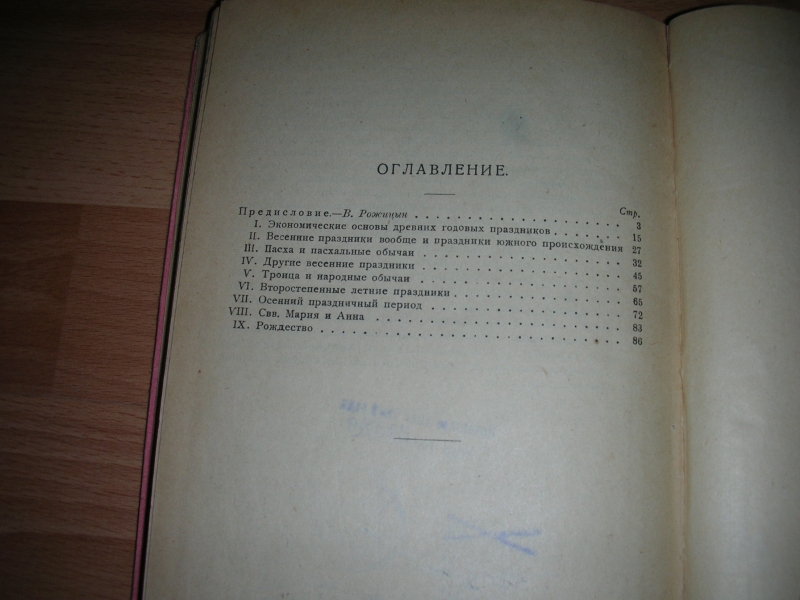 ОГЛАВЛЕНИЕ.
Стр.
Предисловие.—В. Рожицын . . . . . . . . . . . . . . . . 3
I. Экономические основы древних годовых праздников . . . . . . 15
II. Весенние праздники вообще и праздники южного происхождения 27
III. Пасха и пасхальные обычаи . . . . . . . . . . . . . . . 32
IV. Другие весенние праздники . . . . . . . . . . . . . . . 45
V. Троица и народные обычаи . . . . . . . . . . . . . . . 57
VI. Второстепенные летние праздники . . . . . . . . . . . . 65
VII. Осенний праздничный период . . . . . . . . . . . . . . 72
VIII. Свв. Мария и Анна . . . . . . . . . . . . . . . . . . 83
IX. Рождество . . . . . . . . . . . . . . . . . . . . . . 86